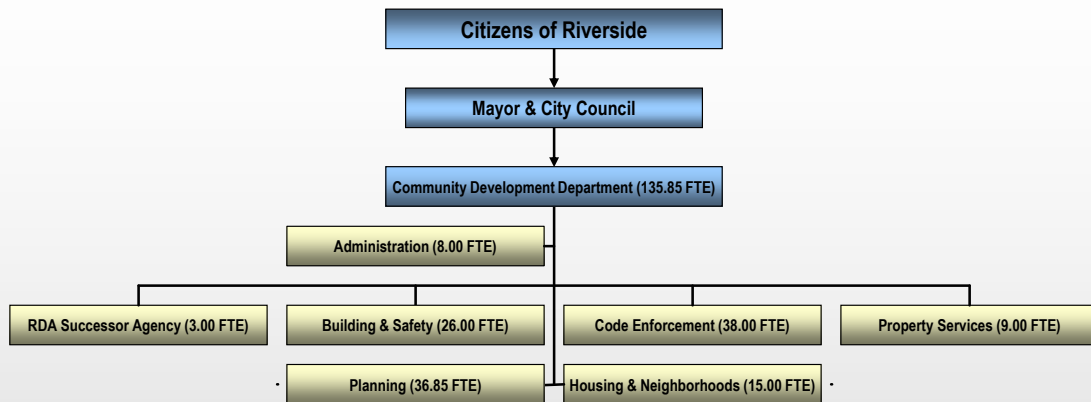 Citizens of Riverside
Mayor & City Council
Community Development Department (135.85 FTE)
Administration (8.00 FTE)
RDA Successor Agency (3.00 FTE)
Building & Safety (26.00 FTE)
Code Enforcement (38.00 FTE)
Property Services (9.00 FTE)
Planning (36.85 FTE)
Housing & Neighborhoods (15.00 FTE)